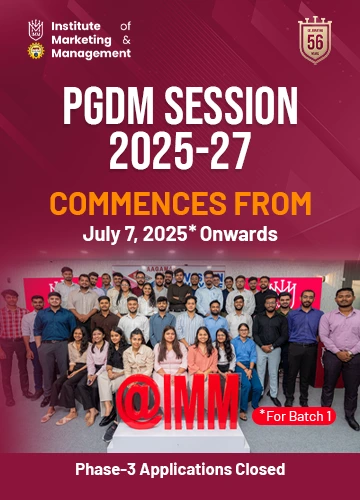 Institute of
Marketing &
Management
56
PGDM SESSION
2025-27
COMMENCES FROM
July 7, 2025* Onwards
@IMM
*For Batch 1
Phase-3 Applications Closed